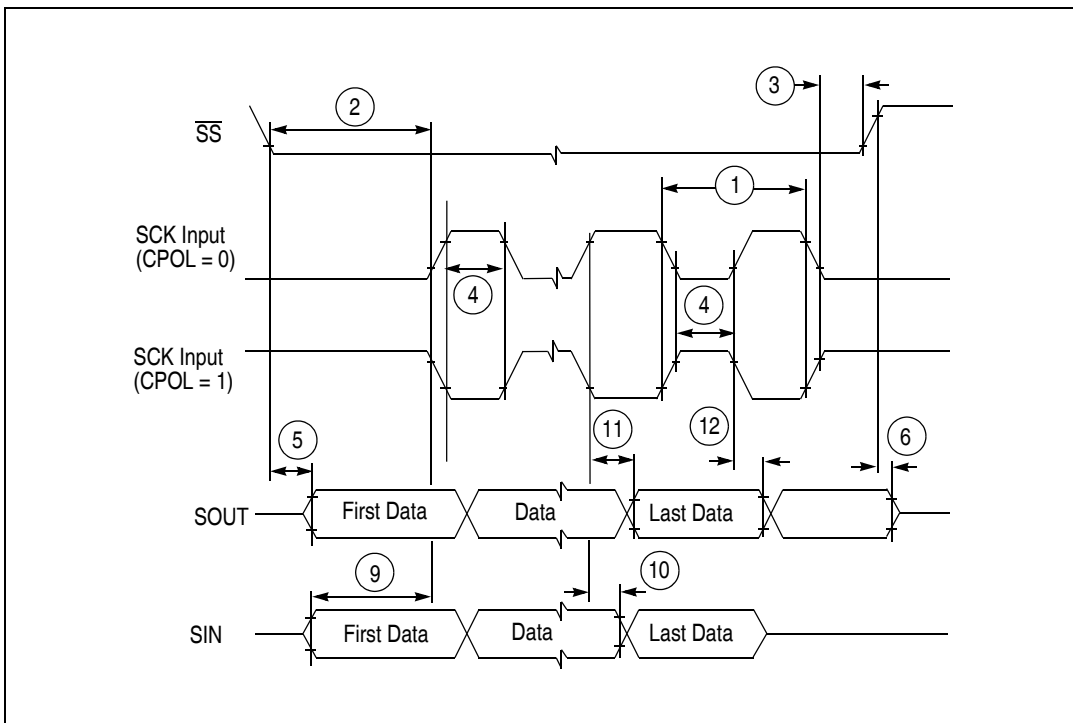 3
2
S̅S̅
1
SCK Input
(CPOL = 0)
4
4
SCK Input
(CPOL = 1)
5
11
12
6
SOUT
First Data
Data
Last Data
9
10
SIN
First Data
Data
Last Data